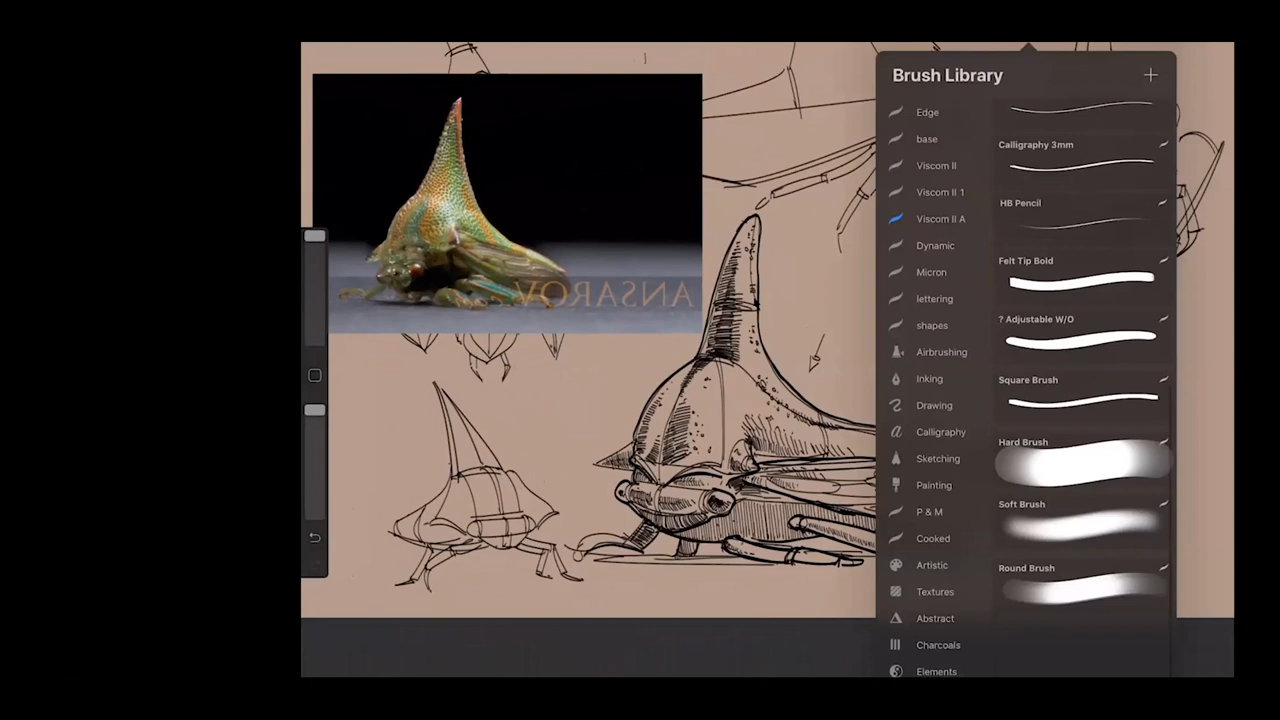 Brush Library
Edge
base
Viscom II
Viscom II 1
Viscom II A
Dynamic
Micron
lettering
shapes
Airbrushing
Inking
Drawing
Calligraphy
Sketching
Painting
P & M
Cooked
Artistic
Textures
Abstract
Charcoals
Elements
Calligraphy 3mm
HB Pencil
Felt Tip Bold
? Adjustable W/O
Square Brush
Hard Brush
Soft Brush
Round Brush
ANSAROV